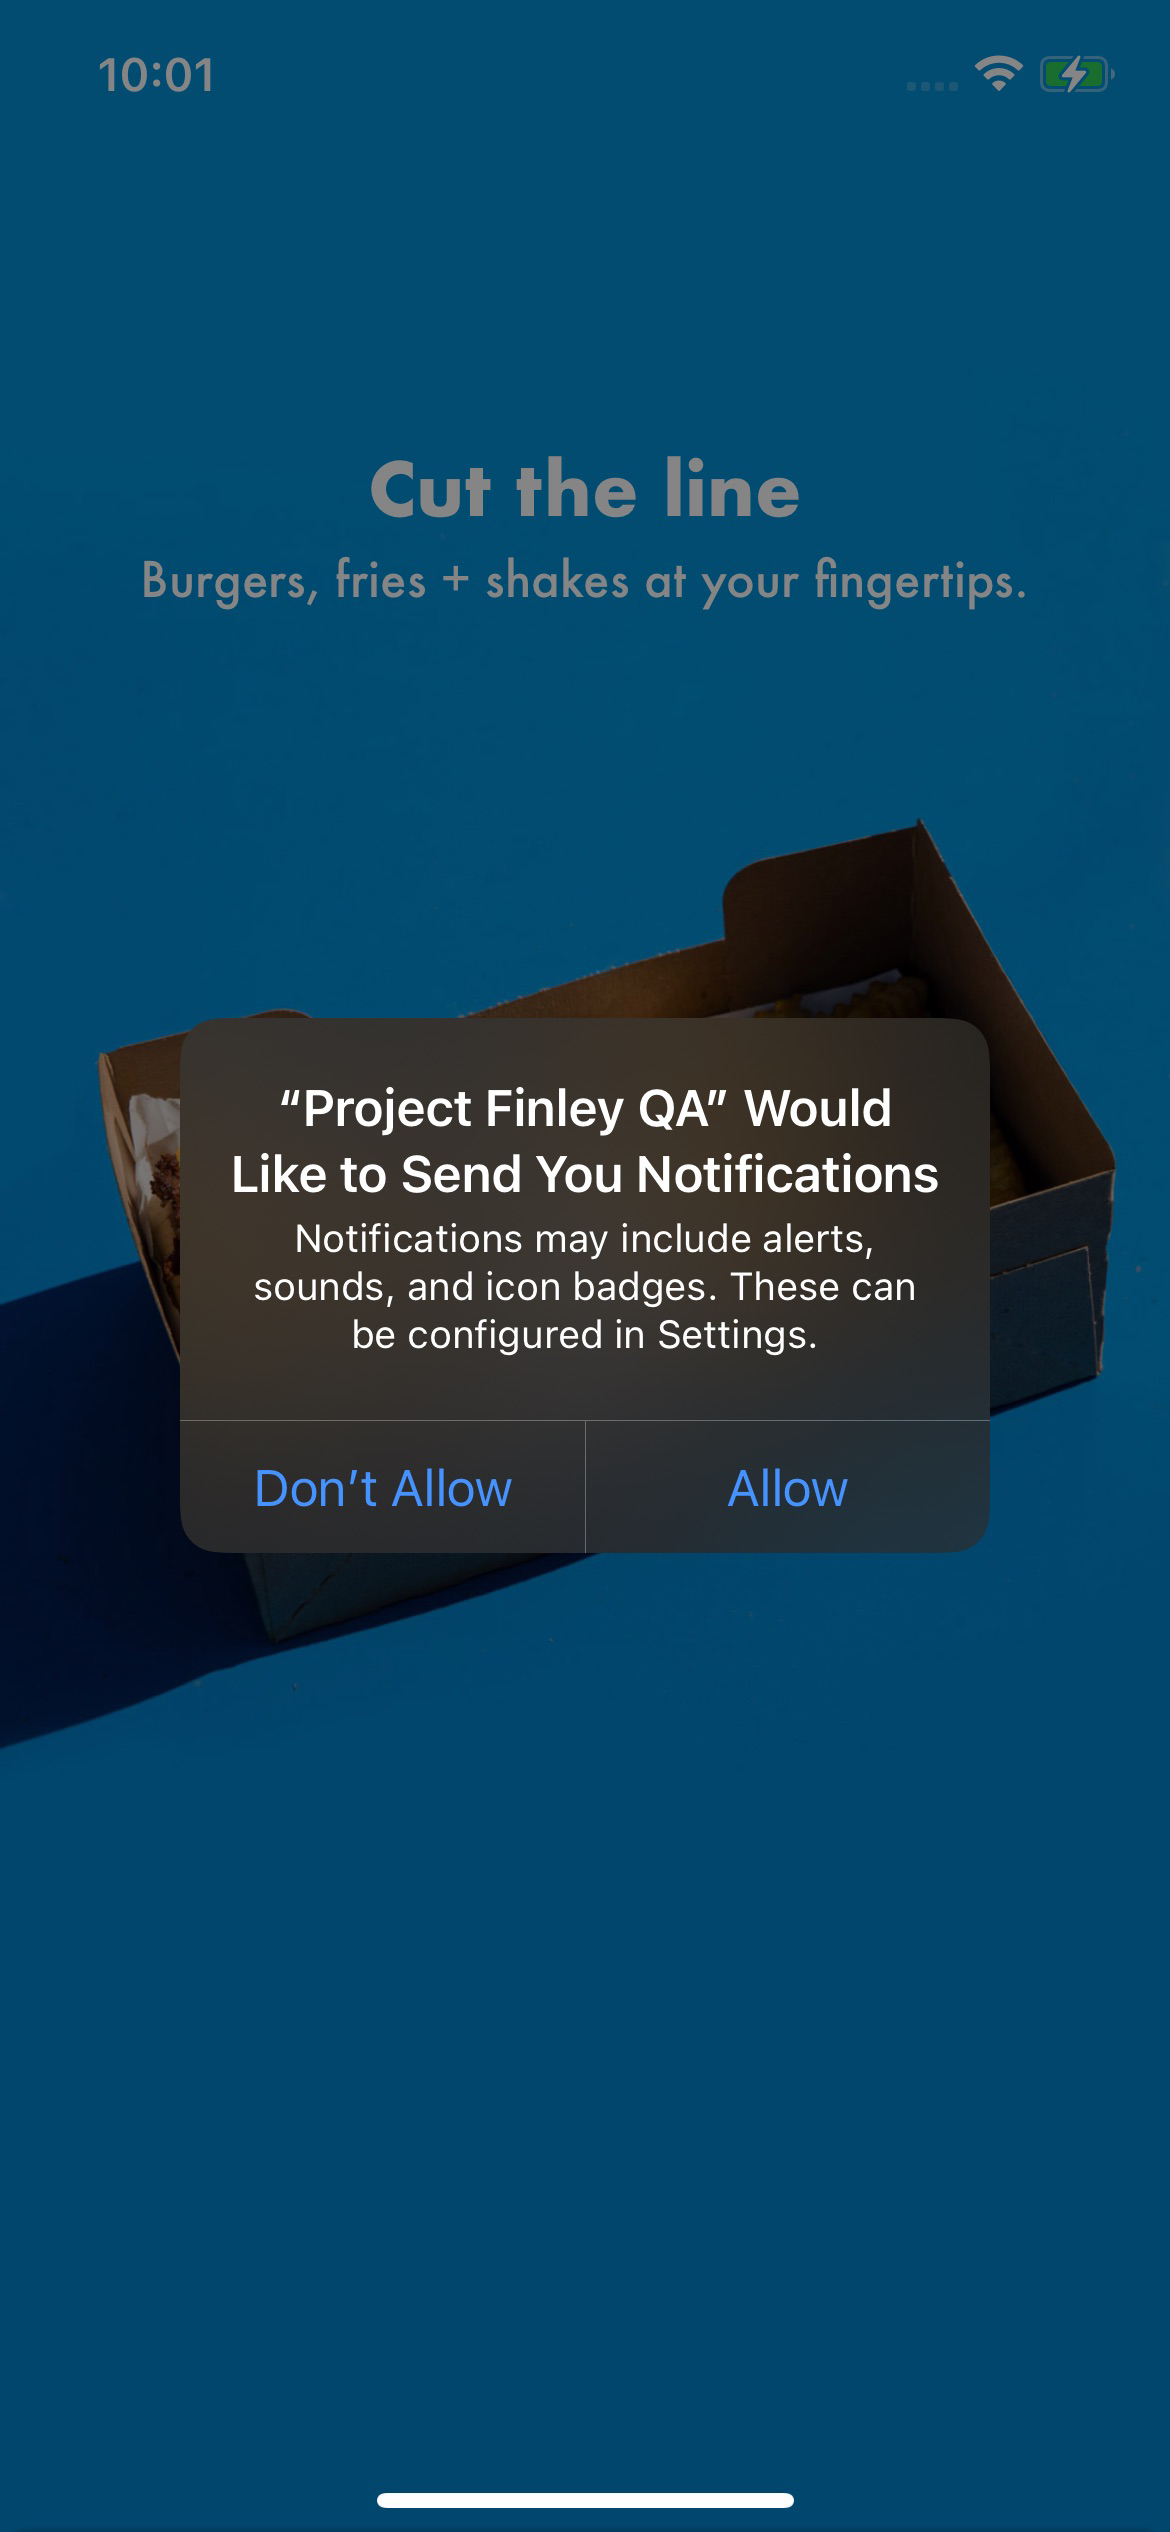 10:01
Cut the line
Burgers, fries + shakes at your fingertips.
“Project Finley QA” Would
Like to Send You Notifications
Notifications may include alerts,
sounds, and icon badges. These can
be configured in Settings.
Don’t Allow
Allow